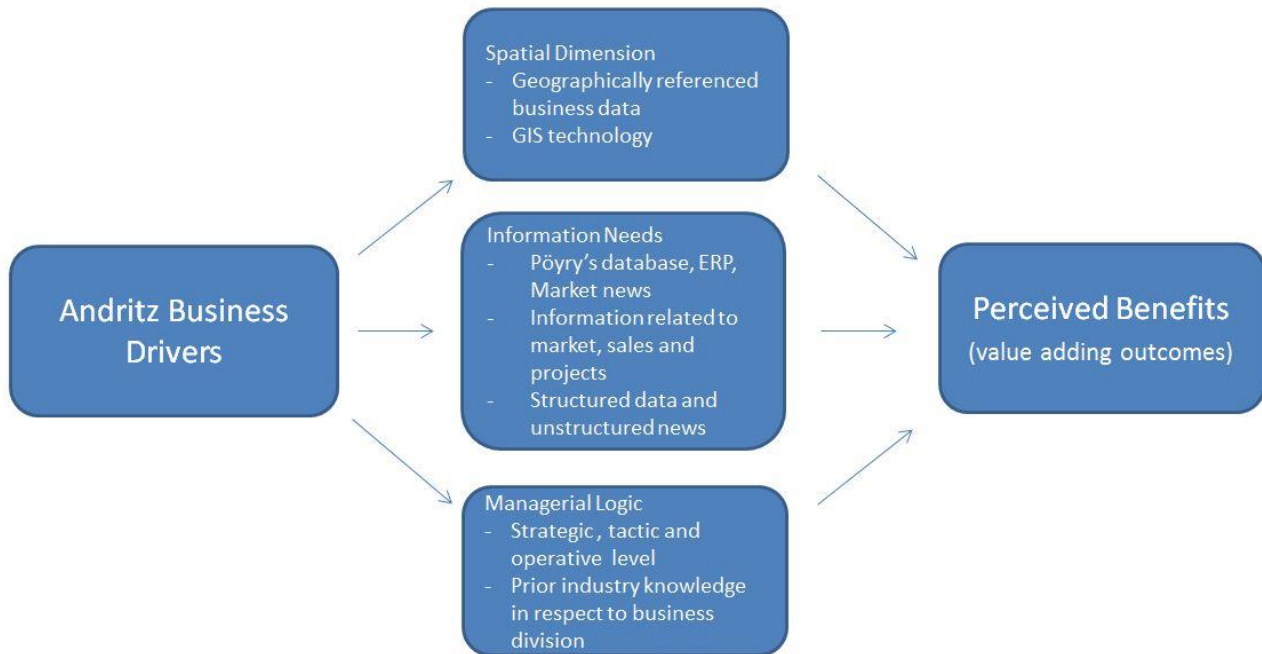 Spatial Dimension
- Geographically referenced
business data
- GIS technology
Andritz Business
Drivers
Information Needs
- Pöyry's database, ERP,
Market news
- Information related to
market, sales and
projects
- Structured data and
unstructured news
Managerial Logic
- Strategic , tactic and
operative level
- Prior industry knowledge
in respect to business
division
Perceived Benefits
(value adding outcomes)